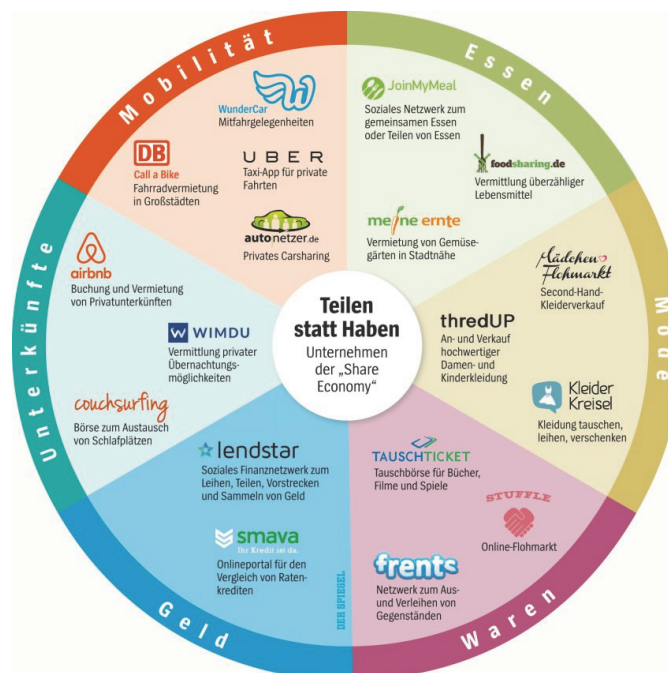 Mobilität
WunderCar
Mitfahrgelegenheiten
DB
Call a Bike
Fahrradvermietung
in Großstädten
UBER
Taxi-App für private
Fahrten
autonetzer.de
Privates Carsharing
Essen
JoinMyMeal
Soziales Netzwerk zum
gemeinsamen Essen
oder Teilen von Essen
foodsharing.de
Vermittlung überzähliger
Lebensmittel
meine ernte
Vermietung von Gemüse-
gärten in Stadtnähe
Mode
Mädchen
Flohmarkt
Second-Hand-
Kleiderverkauf
thredUP
An- und Verkauf
hochwertiger
Damen- und
Kinderkleidung
Kleider
Kreisel
Kleidung tauschen,
leihen, verschenken
Waren
TAUSCHTICKET
Tauschbörse für Bücher,
Filme und Spiele
STUFFLE
Online-Flohmarkt
frents
Netzwerk zum Aus-
und Verleihen von
Gegenständen
Geld
lendstar
Soziales Finanznetzwerk zum
Leihen, Teilen, Vorstrecken
und Sammeln von Geld
smava
Ihr Kredit ist da.
Onlineportal für den
Vergleich von Raten-
krediten
DER SPIEGEL
Unterkünfte
airbnb
Buchung und Vermietung
von Privatunterkünften
W WIMDU
Vermittlung privater
Übernachtungs-
möglichkeiten
couchsurfing
Börse zum Austausch
von Schlafplätzen
Teilen
statt Haben
Unternehmen
der „Share
Economy“